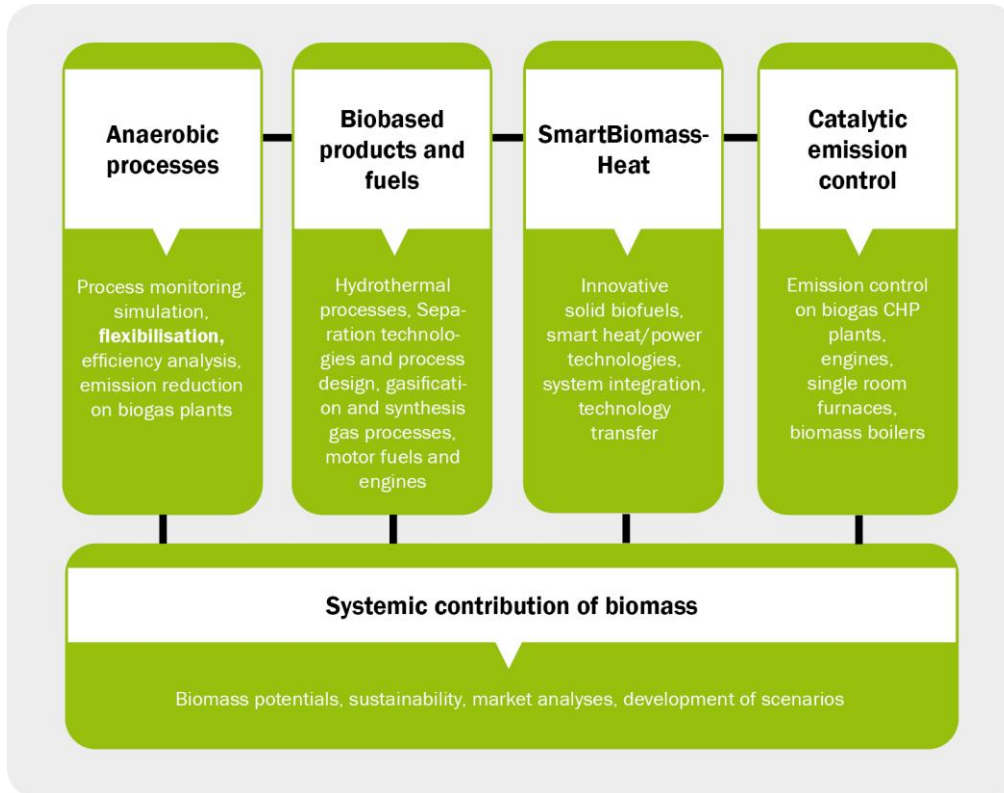 Anaerobic
processes
Process monitoring,
simulation,
flexibilisation,
efficiency analysis,
emission reduction
on biogas plants
Biobased
products and
fuels
Hydrothermal
processes, Sepa-
ration technolo-
gies and process
design, gasificati-
on and synthesis
gas processes,
motor fuels and
engines
SmartBiomass-
Heat
Innovative
solid biofuels,
smart heat/power
technologies,
system integration,
technology
transfer
Catalytic
emission
control
Emission control
on biogas CHP
plants,
engines,
single room
furnaces,
biomass boilers
Systemic contribution of biomass
Biomass potentials, sustainability, market analyses, development of scenarios